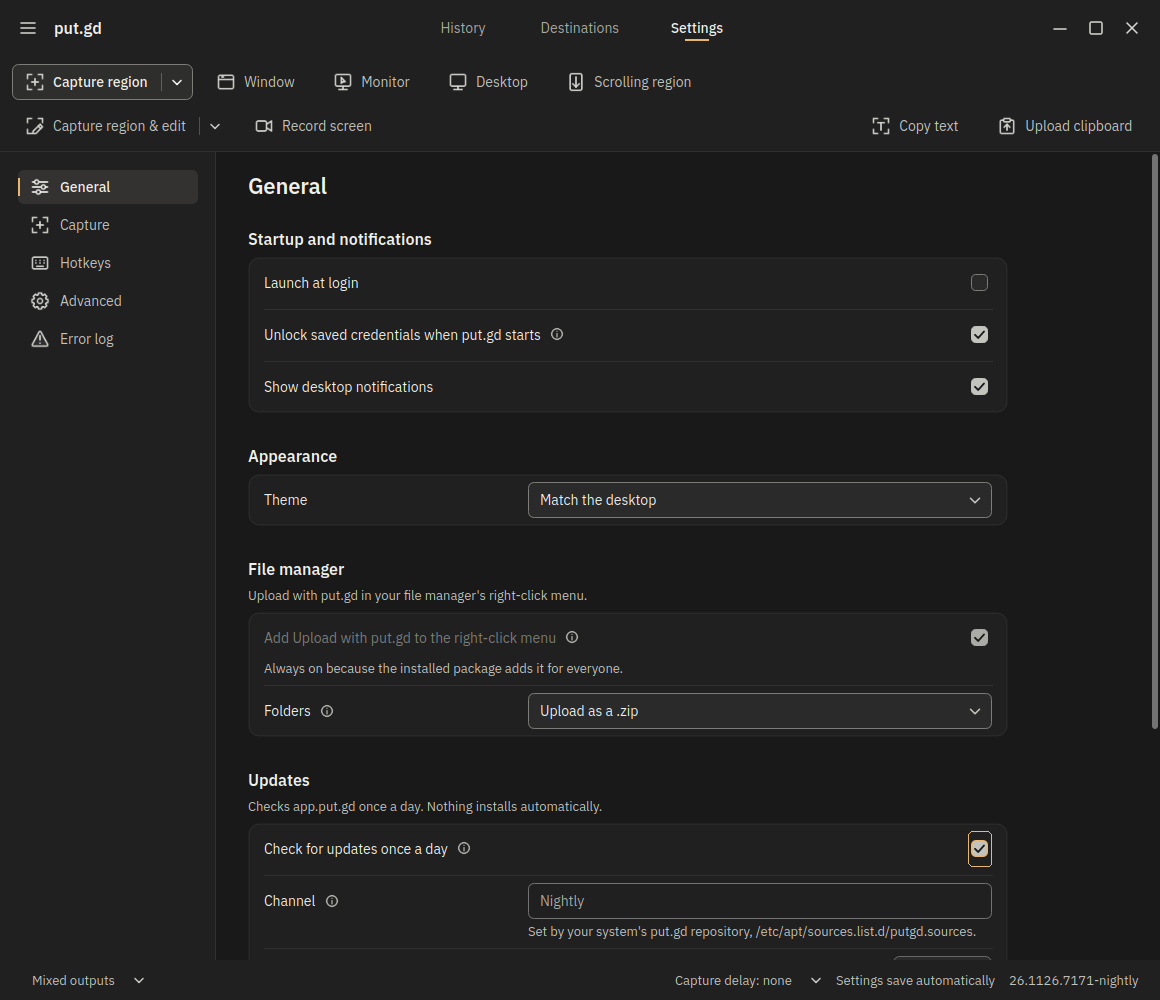 put.gd
History
Destinations
Settings
Capture region
Window
Monitor
Desktop
Scrolling region
Capture region & edit
Record screen
Copy text
Upload clipboard
General
Capture
Hotkeys
Advanced
Error log
General
Startup and notifications
Launch at login
Unlock saved credentials when put.gd starts
Show desktop notifications
Appearance
Theme
Match the desktop
File manager
Upload with put.gd in your file manager's right-click menu.
Add Upload with put.gd to the right-click menu
Always on because the installed package adds it for everyone.
Folders
Upload as a .zip
Updates
Checks app.put.gd once a day. Nothing installs automatically.
Check for updates once a day
Channel
Nightly
Set by your system's put.gd repository, /etc/apt/sources.list.d/putgd.sources.
Mixed outputs
Capture delay: none
Settings save automatically
26.1126.7171-nightly